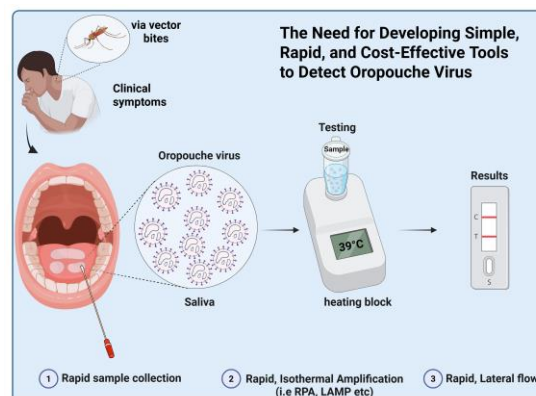 via vector
bites
The Need for Developing Simple,
Rapid, and Cost-Effective Tools
to Detect Oropouche Virus
Clinical
symptoms
Testing
Sample
Oropouche virus
Results
39°C
C
T
S
Saliva
heating block
1 Rapid sample collection
2 Rapid, Isothermal Amplification
(i.e RPA, LAMP etc)
3 Rapid, Lateral flow